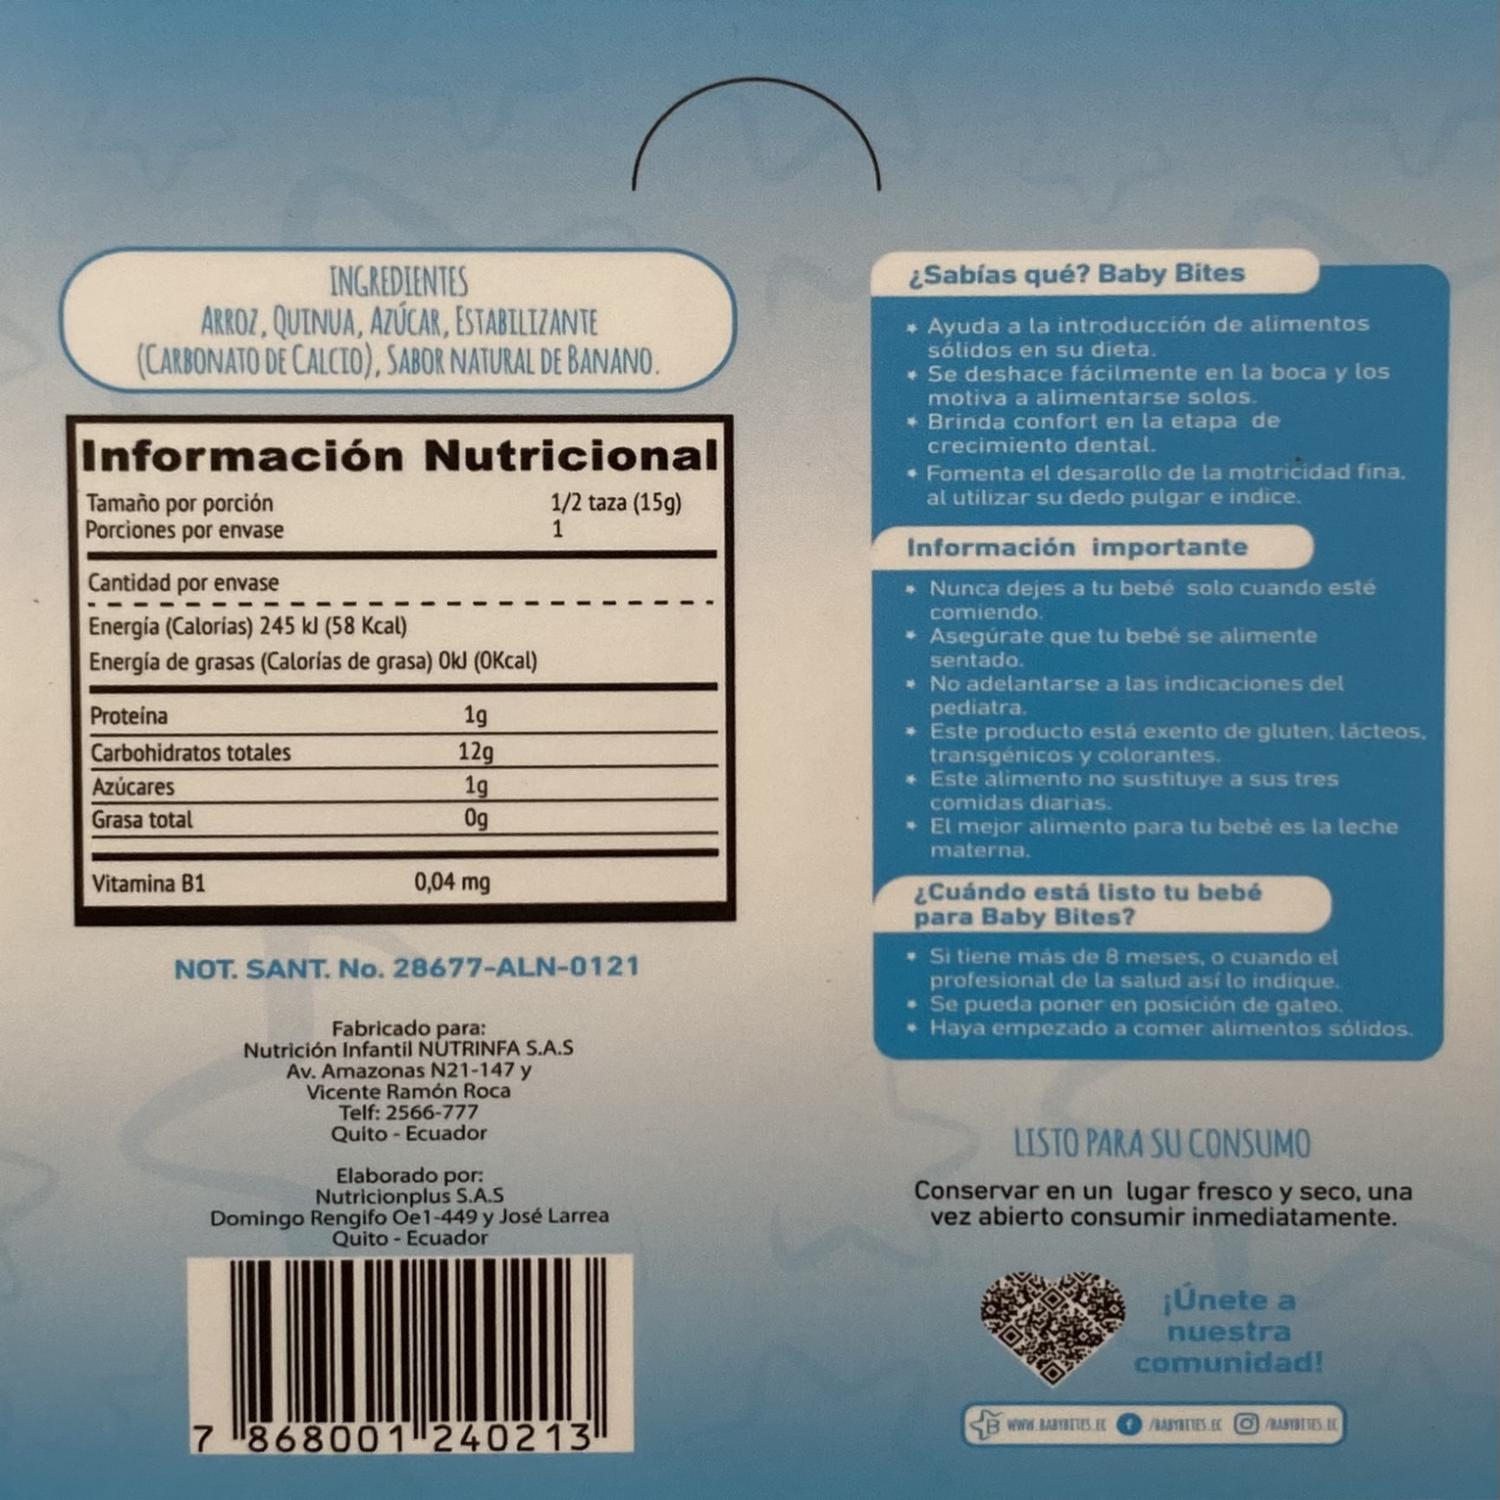 INGREDIENTES
ARROZ, QUINUA, AZÚCAR, ESTABILIZANTE
(CARBONATO DE CALCIO), SABOR NATURAL DE BANANO.
Información Nutricional
Tamaño por porción 1/2 taza (15g)
Porciones por envase 1
Cantidad por envase
Energía (Calorías) 245 kJ (58 Kcal)
Energía de grasas (Calorías de grasa) 0kJ (0Kcal)
Proteína 1g
Carbohidratos totales 12g
Azúcares 1g
Grasa total 0g
Vitamina B1 0,04 mg
NOT. SANT. No. 28677-ALN-0121
Fabricado para:
Nutrición Infantil NUTRINFA S.A.S
Av. Amazonas N21-147 y
Vicente Ramón Roca
Telf: 2566-777
Quito - Ecuador
Elaborado por:
Nutricionplus S.A.S
Domingo Rengifo Oe1-449 y José Larrea
Quito - Ecuador
7 868001 240213
¿Sabías qué? Baby Bites
* Ayuda a la introducción de alimentos
sólidos en su dieta.
* Se deshace fácilmente en la boca y los
motiva a alimentarse solos.
* Brinda confort en la etapa de
crecimiento dental.
* Fomenta el desarollo de la motricidad fina,
al utilizar su dedo pulgar e índice.
Información importante
* Nunca dejes a tu bebé solo cuando esté
comiendo.
* Asegúrate que tu bebé se alimente
sentado.
* No adelantarse a las indicaciones del
pediatra.
* Este producto está exento de gluten, lácteos,
transgénicos y colorantes.
* Este alimento no sustituye a sus tres
comidas diarias.
* El mejor alimento para tu bebé es la leche
materna.
¿Cuándo está listo tu bebé
para Baby Bites?
* Si tiene más de 8 meses, o cuando el
profesional de la salud así lo indique.
* Se pueda poner en posición de gateo.
* Haya empezado a comer alimentos sólidos.
LISTO PARA SU CONSUMO
Conservar en un lugar fresco y seco, una
vez abierto consumir inmediatamente.
¡Únete a
nuestra
comunidad!
B WWW.BABYBITES.EC /BABYBITES.EC /BABYBITES.EC